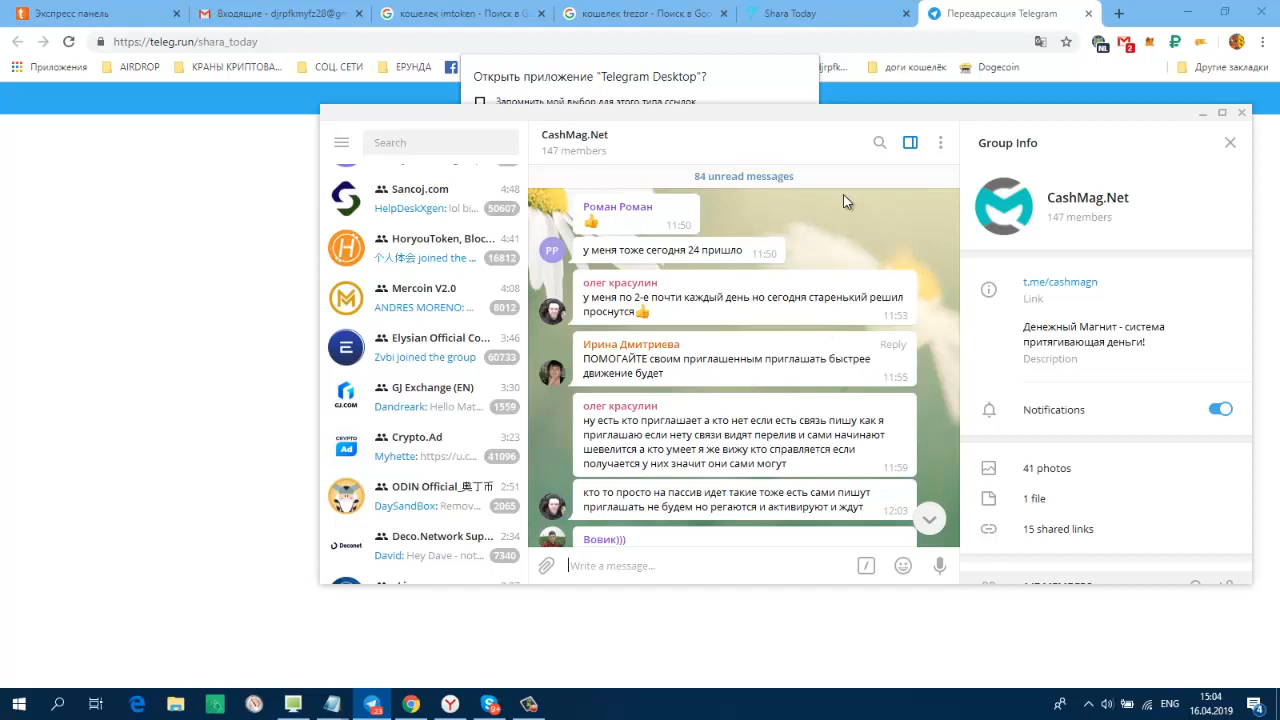 Экспресс панель
Входящие - djrpfkmyfz28@gm
кошелек imtoken - Поиск в G
кошелек trezor - Поиск в Goo
Shara Today
Переадресация Telegram
https://teleg.run/shara_today
Приложения
AIRDROP
КРАНЫ КРИПТОВА...
СОЦ. СЕТИ
ЕРУНДА
djrpfk...
доги кошелёк
Dogecoin
Другие закладки
Открыть приложение "Telegram Desktop"?
Запомнить мой выбор для этого типа ссылок
Search
Sancoj.com 4:48
HelpDeskXgen: lol bi... 50607
HoryouToken, Bloc... 4:41
个人体会 joined the ... 16812
Mercoin V2.0 4:08
ANDRES MORENO: ... 8012
Elysian Official Co... 3:46
Zvbi joined the group 60733
GJ Exchange (EN) 3:30
Dandreark: Hello Mat... 1559
Crypto.Ad 3:23
Myhette: https://u.c... 41096
ODIN Official_奥丁币 2:51
DaySandBox: Remov... 2065
Deco.Network Sup... 2:34
David: Hey Dave - not... 7340
CashMag.Net
147 members
84 unread messages
Роман Роман
👍 11:50
у меня тоже сегодня 24 пришло 11:50
олег красулин
у меня по 2-е почти каждый день но сегодня старенький решил
проснутся👍 11:53
Ирина Дмитриева Reply
ПОМОГАЙТЕ своим приглашенным приглашать быстрее
движение будет 11:55
олег красулин
ну есть кто приглашает а кто нет если есть связь пишу как я
приглашаю если нету связи видят перелив и сами начинают
шевелится а кто умеет я же вижу кто справляется если
получается у них значит они сами могут 11:59
кто то просто на пассив идет такие тоже есть сами пишут
приглашать не будем но регаются и активируют и ждут 12:03
Вовик)))
Write a message...
Group Info
CashMag.Net
147 members
t.me/cashmagn
Link
Денежный Магнит - система
притягивающая деньги!
Description
Notifications
41 photos
1 file
15 shared links
ENG
15:04
16.04.2019